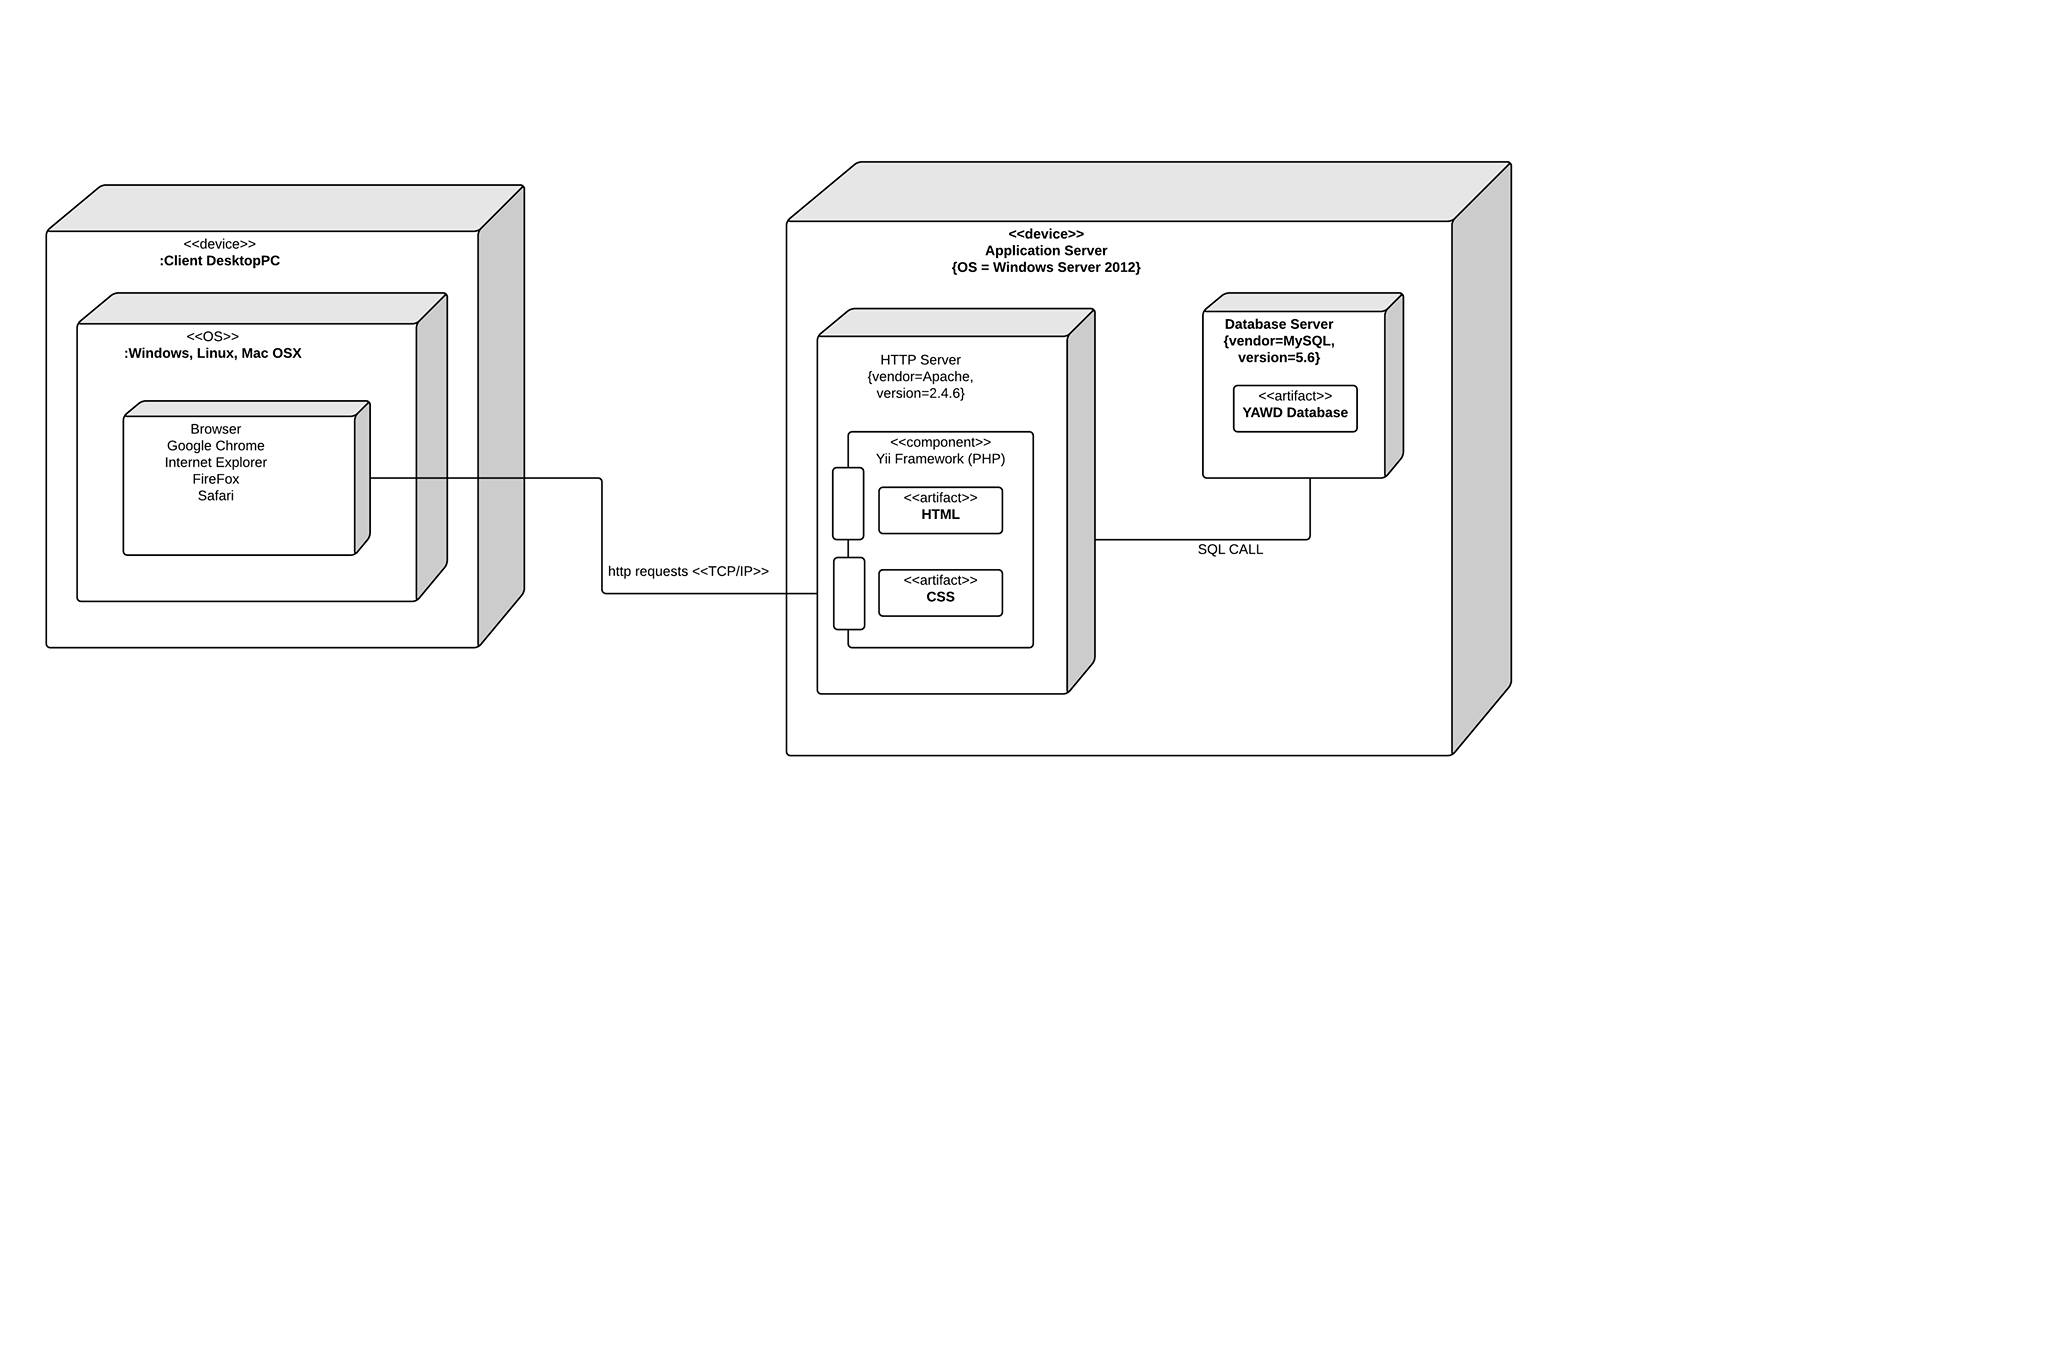 <<device>>
:Client DesktopPC
<<OS>>
:Windows, Linux, Mac OSX
Browser
Google Chrome
Internet Explorer
FireFox
Safari
http requests <<TCP/IP>>
<<device>>
Application Server
{OS = Windows Server 2012}
HTTP Server
{vendor=Apache,
version=2.4.6}
<<component>>
Yii Framework (PHP)
<<artifact>>
HTML
<<artifact>>
CSS
SQL CALL
Database Server
{vendor=MySQL,
version=5.6}
<<artifact>>
YAWD Database